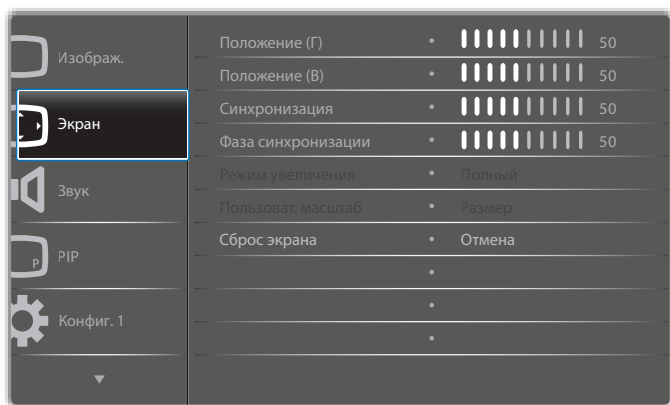 Изображ.
Экран
Звук
P
PIP
Конфиг. 1
Положение (Г) • 50
Положение (В) • 50
Синхронизация • 50
Фаза синхронизации • 50
Режим увеличения • Полный
Пользоват. масштаб • Размер
Сброс экрана • Отмена